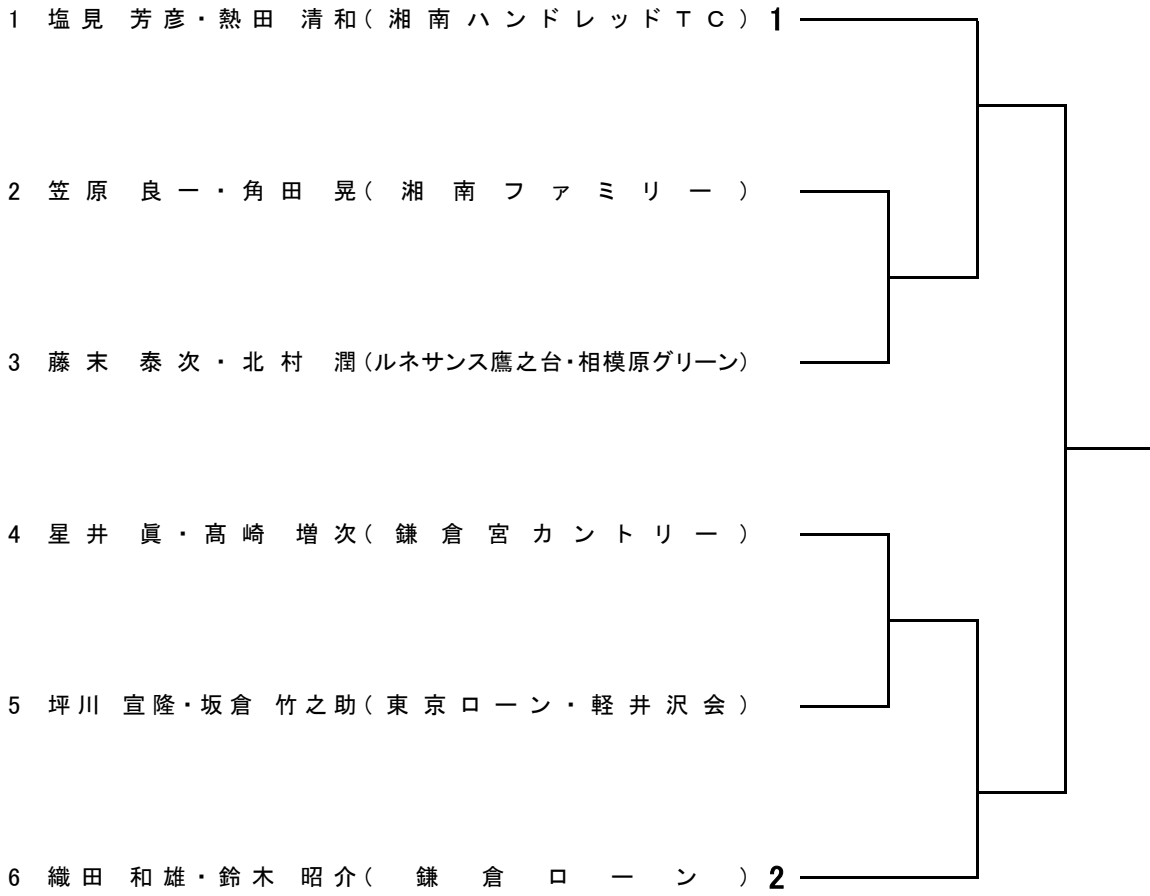 1 塩見 芳彦・熱田 清和(湘南ハンドレッドTC) 1
2 笠原 良一・角田 晃(湘南ファミリー)
3 藤末 泰次・北村 潤(ルネサンス鷹之台・相模原グリーン)
4 星井 眞・髙崎 増次(鎌倉宮カントリー)
5 坪川 宣隆・坂倉 竹之助(東京ローン・軽井沢会)
6 織田 和雄・鈴木 昭介(鎌倉ローン) 2